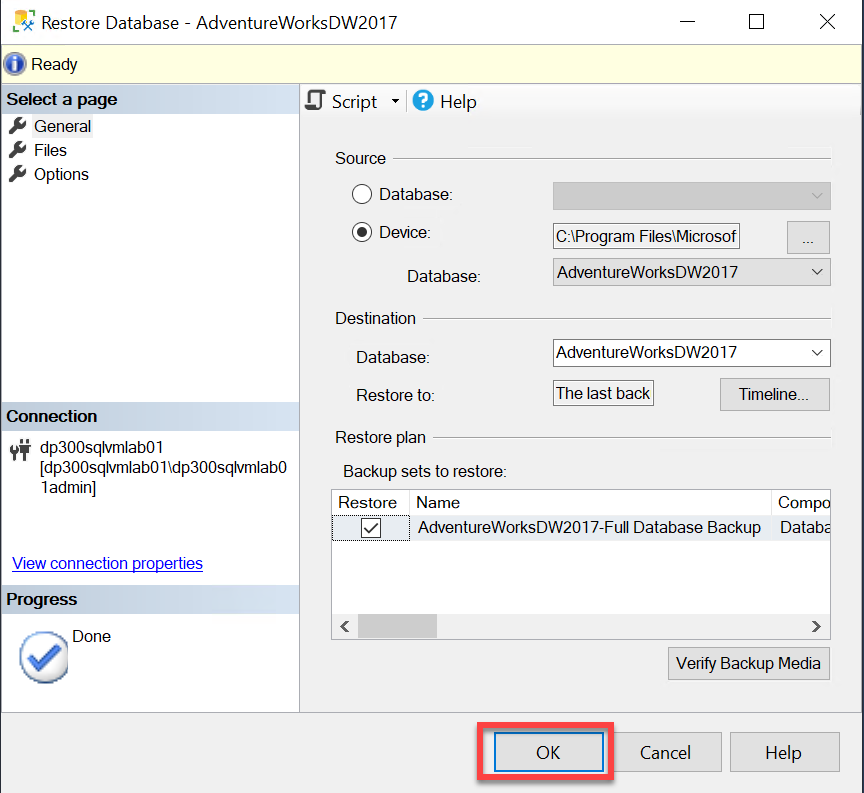 Restore Database - AdventureWorksDW2017
Ready
Select a page
General
Files
Options
Script
Help
Source
Database:
Device:
C:\Program Files\Microsof
...
Database:
AdventureWorksDW2017
Destination
Database:
AdventureWorksDW2017
Restore to:
The last back
Timeline...
Restore plan
Backup sets to restore:
Restore Name Compo
AdventureWorksDW2017-Full Database Backup Databa
Verify Backup Media
Connection
dp300sqlvmlab01
[dp300sqlvmlab01\dp300sqlvmlab0
1admin]
View connection properties
Progress
Done
OK
Cancel
Help